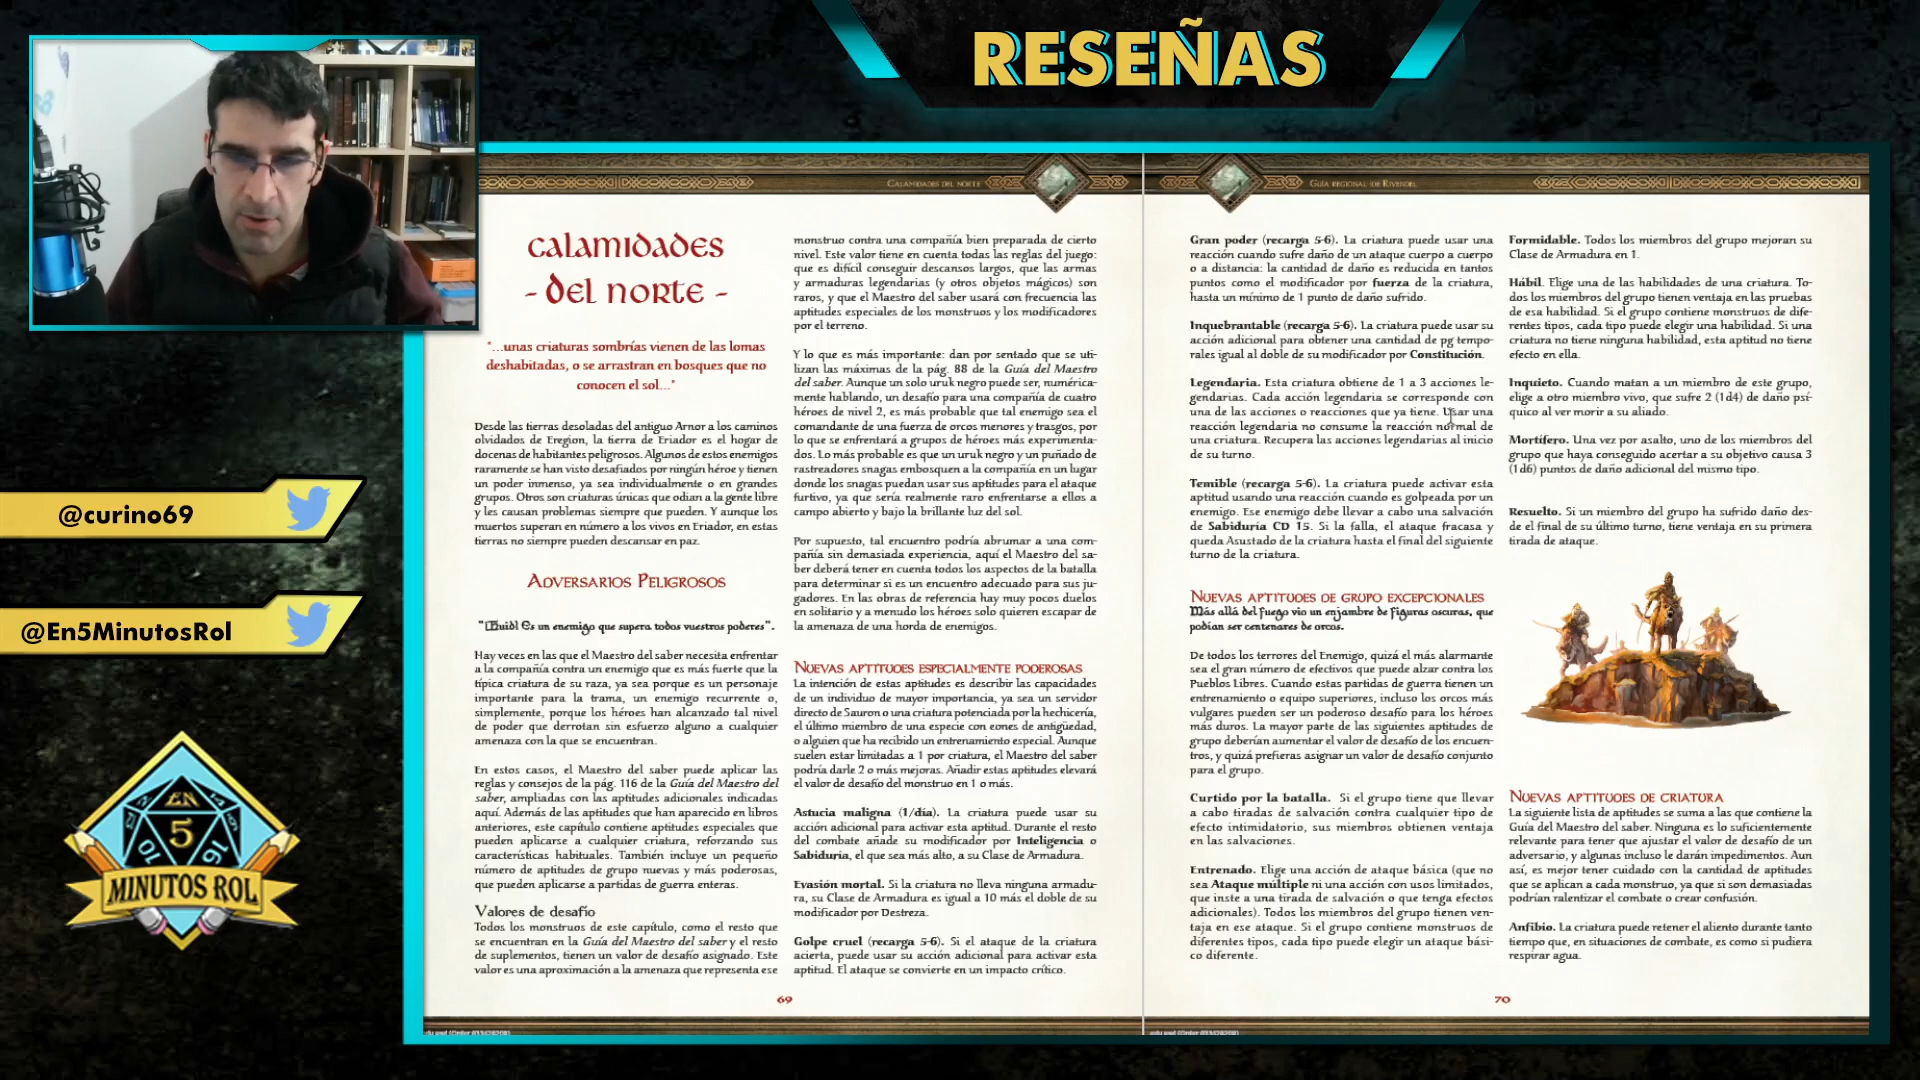 RESEÑAS
@curino69
@En5MinutosRol
EN
5
MINUTOS ROL
Calamidades del norte
calamidades
- del norte -
"...unas criaturas sombrías vienen de las lomas
deshabitadas, o se arrastran en bosques que no
conocen el sol..."
Desde las tierras desoladas del antiguo Arnor a los caminos
olvidados de Eregion, la tierra de Eriador es el hogar de
docenas de habitantes peligrosos. Algunos de estos enemigos
raramente se han visto desafiados por ningún héroe y tienen
un poder inmenso, ya sea individualmente o en grandes
grupos. Otros son criaturas únicas que odian a la gente libre
y les causan problemas siempre que pueden. Y aunque los
muertos superan en número a los vivos en Eriador, en estas
tierras no siempre pueden descansar en paz.
Adversarios Peligrosos
"¡Huid! Es un enemigo que supera todos vuestros poderes".
Hay veces en las que el Maestro del saber necesita enfrentar
a la compañía contra un enemigo que es más fuerte que la
típica criatura de su raza, ya sea porque es un personaje
importante para la trama, un enemigo recurrente o,
simplemente, porque los héroes han alcanzado tal nivel
de poder que derrotan sin esfuerzo alguno a cualquier
amenaza con la que se encuentran.
En estos casos, el Maestro del saber puede aplicar las
reglas y consejos de la pág. 116 de la Guía del Maestro del
saber, ampliadas con las aptitudes adicionales indicadas
aquí. Además de las aptitudes que han aparecido en libros
anteriores, este capítulo contiene aptitudes especiales que
pueden aplicarse a cualquier criatura, reforzando sus
características habituales. También incluye un pequeño
número de aptitudes de grupo nuevas y más poderosas,
que pueden aplicarse a partidas de guerra enteras.
Valores de desafío
Todos los monstruos de este capítulo, como el resto que
se encuentran en la Guía del Maestro del saber y el resto
de suplementos, tienen un valor de desafío asignado. Este
valor es una aproximación a la amenaza que representa ese
monstruo contra una compañía bien preparada de cierto
nivel. Este valor tiene en cuenta todas las reglas del juego:
que es difícil conseguir descansos largos, que las armas
y armaduras legendarias (y otros objetos mágicos) son
raros, y que el Maestro del saber usará con frecuencia las
aptitudes especiales de los monstruos y los modificadores
por el terreno.
Y lo que es más importante: dan por sentado que se uti-
lizan las máximas de la pág. 88 de la Guía del Maestro
del saber. Aunque un solo uruk negro puede ser, numérica-
mente hablando, un desafío para una compañía de cuatro
héroes de nivel 2, es más probable que tal enemigo sea el
comandante de una fuerza de orcos menores y trasgos, por
lo que se enfrentará a grupos de héroes más experimenta-
dos. Lo más probable es que un uruk negro y un puñado de
rastreadores snagas embosquen a la compañía en un lugar
donde los snagas puedan usar sus aptitudes para el ataque
furtivo, ya que sería realmente raro enfrentarse a ellos a
campo abierto y bajo la brillante luz del sol.
Por supuesto, tal encuentro podría abrumar a una com-
pañía sin demasiada experiencia, aquí el Maestro del sa-
ber deberá tener en cuenta todos los aspectos de la batalla
para determinar si es un encuentro adecuado para sus ju-
gadores. En las obras de referencia hay muy pocos duelos
en solitario y a menudo los héroes solo quieren escapar de
la amenaza de una horda de enemigos.
Nuevas aptitudes especialmente poderosas
La intención de estas aptitudes es describir las capacidades
de un individuo de mayor importancia, ya sea un servidor
directo de Sauron o una criatura potenciada por la hechicería,
el último miembro de una especie con eones de antigüedad,
o alguien que ha recibido un entrenamiento especial. Aunque
suelen estar limitadas a 1 por criatura, el Maestro del saber
podría darle 2 o más mejoras. Añadir estas aptitudes elevará
el valor de desafío del monstruo en 1 o más.
Astucia maligna (1/día). La criatura puede usar su
acción adicional para activar esta aptitud. Durante el resto
del combate añade su modificador por Inteligencia o
Sabiduría, el que sea más alto, a su Clase de Armadura.
Evasión mortal. Si la criatura no lleva ninguna armadu-
ra, su Clase de Armadura es igual a 10 más el doble de su
modificador por Destreza.
Golpe cruel (recarga 5-6). Si el ataque de la criatura
acierta, puede usar su acción adicional para activar esta
aptitud. El ataque se convierte en un impacto crítico.
69
Guía regional de Rivendel
Gran poder (recarga 5-6). La criatura puede usar una
reacción cuando sufre daño de un ataque cuerpo a cuerpo
o a distancia: la cantidad de daño es reducida en tantos
puntos como el modificador por fuerza de la criatura,
hasta un mínimo de 1 punto de daño sufrido.
Inquebrantable (recarga 5-6). La criatura puede usar su
acción adicional para obtener una cantidad de pg tempo-
rales igual al doble de su modificador por Constitución.
Legendaria. Esta criatura obtiene de 1 a 3 acciones le-
gendarias. Cada acción legendaria se corresponde con
una de las acciones o reacciones que ya tiene. Usar una
reacción legendaria no consume la reacción normal de
una criatura. Recupera las acciones legendarias al inicio
de su turno.
Temible (recarga 5-6). La criatura puede activar esta
aptitud usando una reacción cuando es golpeada por un
enemigo. Ese enemigo debe llevar a cabo una salvación
de Sabiduría CD 15. Si la falla, el ataque fracasa y
queda Asustado de la criatura hasta el final del siguiente
turno de la criatura.
Nuevas aptitudes de grupo excepcionales
Más allá del fuego vio un enjambre de figuras oscuras, que
podían ser centenares de orcos.
De todos los terrores del Enemigo, quizá el más alarmante
sea el gran número de efectivos que puede alzar contra los
Pueblos Libres. Cuando estas partidas de guerra tienen un
entrenamiento o equipo superiores, incluso los orcos más
vulgares pueden ser un poderoso desafío para los héroes
más duros. La mayor parte de las siguientes aptitudes de
grupo deberían aumentar el valor de desafío de los encuen-
tros, y quizá prefieras asignar un valor de desafío conjunto
para el grupo.
Curtido por la batalla. Si el grupo tiene que llevar
a cabo tiradas de salvación contra cualquier tipo de
efecto intimidatorio, sus miembros obtienen ventaja
en las salvaciones.
Entrenado. Elige una acción de ataque básica (que no
sea Ataque múltiple ni una acción con usos limitados,
que inste a una tirada de salvación o que tenga efectos
adicionales). Todos los miembros del grupo tienen ven-
taja en ese ataque. Si el grupo contiene monstruos de
diferentes tipos, cada tipo puede elegir un ataque bási-
co diferente.
Formidable. Todos los miembros del grupo mejoran su
Clase de Armadura en 1.
Hábil. Elige una de las habilidades de una criatura. To-
dos los miembros del grupo tienen ventaja en las pruebas
de esa habilidad. Si el grupo contiene monstruos de dife-
rentes tipos, cada tipo puede elegir una habilidad. Si una
criatura no tiene ninguna habilidad, esta aptitud no tiene
efecto en ella.
Inquieto. Cuando matan a un miembro de este grupo,
elige a otro miembro vivo, que sufre 2 (1d4) de daño psí-
quico al ver morir a su aliado.
Mortífero. Una vez por asalto, uno de los miembros del
grupo que haya conseguido acertar a su objetivo causa 3
(1d6) puntos de daño adicional del mismo tipo.
Resuelto. Si un miembro del grupo ha sufrido daño des-
de el final de su último turno, tiene ventaja en su primera
tirada de ataque.
Nuevas aptitudes de criatura
La siguiente lista de aptitudes se suma a las que contiene la
Guía del Maestro del saber. Ninguna es lo suficientemente
relevante para tener que ajustar el valor de desafío de un
adversario, y algunas incluso le darán impedimentos. Aun
así, es mejor tener cuidado con la cantidad de aptitudes
que se aplican a cada monstruo, ya que si son demasiadas
podrían ralentizar el combate o crear confusión.
Anfibio. La criatura puede retener el aliento durante tanto
tiempo que, en situaciones de combate, es como si pudiera
respirar agua.
70